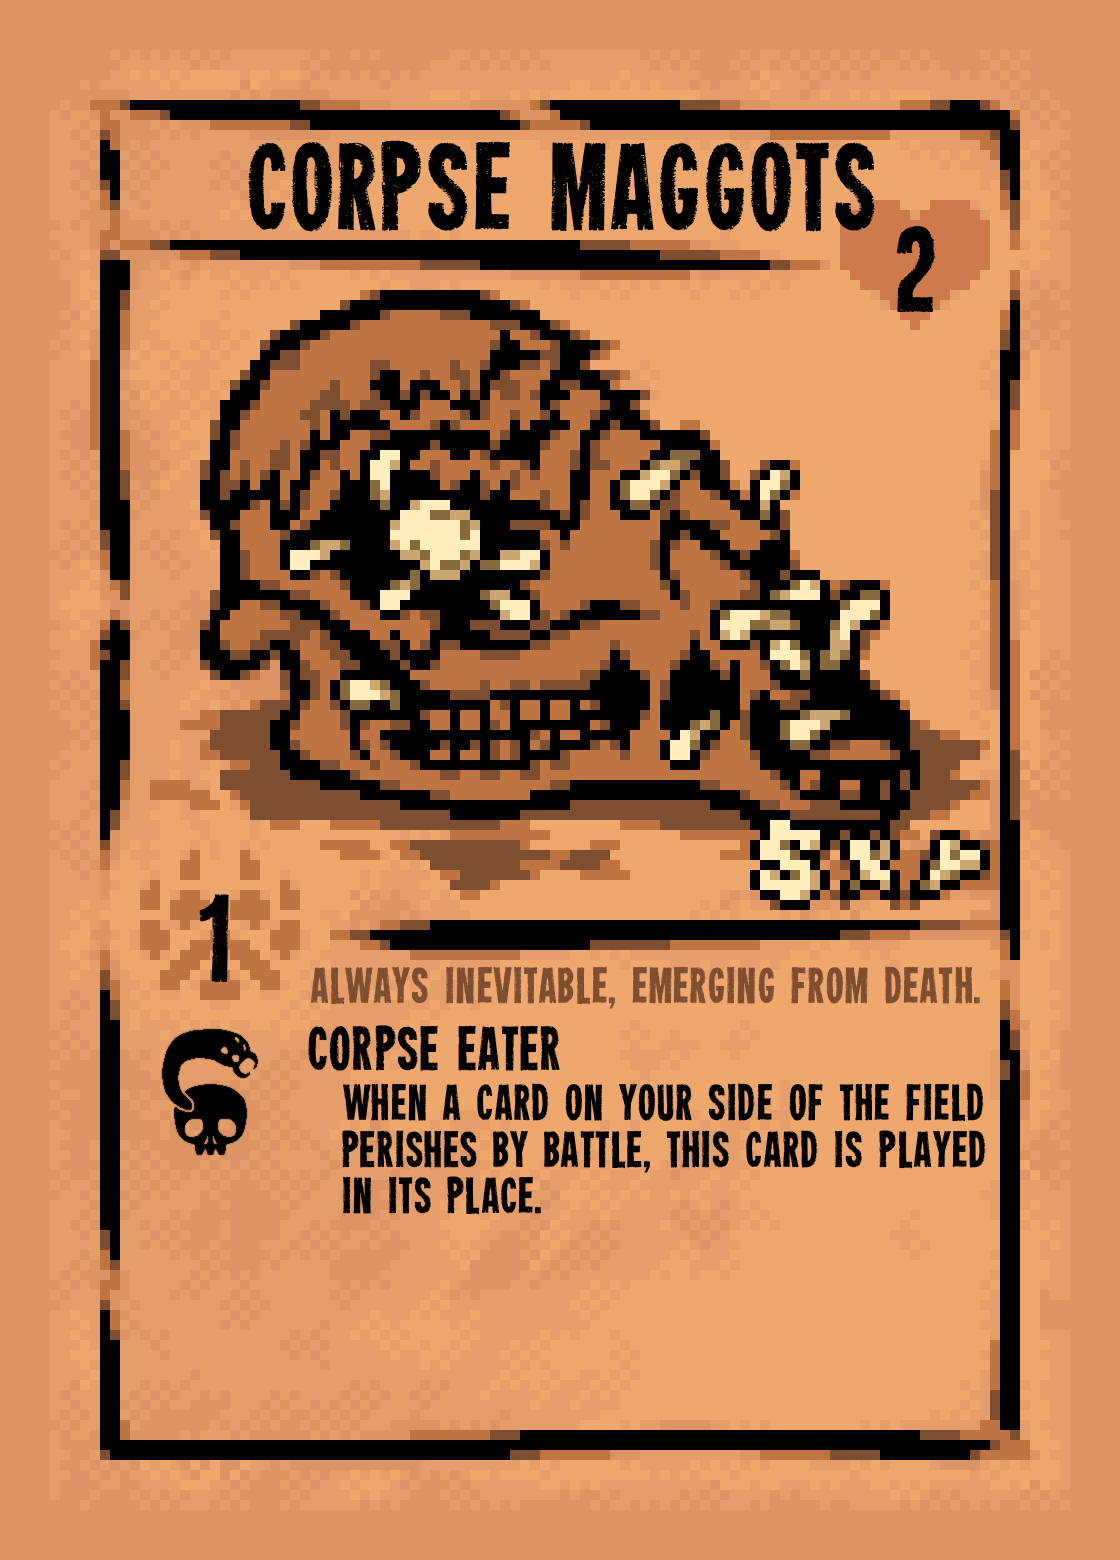 CORPSE MAGGOTS
2
5 X
1
ALWAYS INEVITABLE, EMERGING FROM DEATH.
CORPSE EATER
WHEN A CARD ON YOUR SIDE OF THE FIELD
PERISHES BY BATTLE, THIS CARD IS PLAYED
IN ITS PLACE.